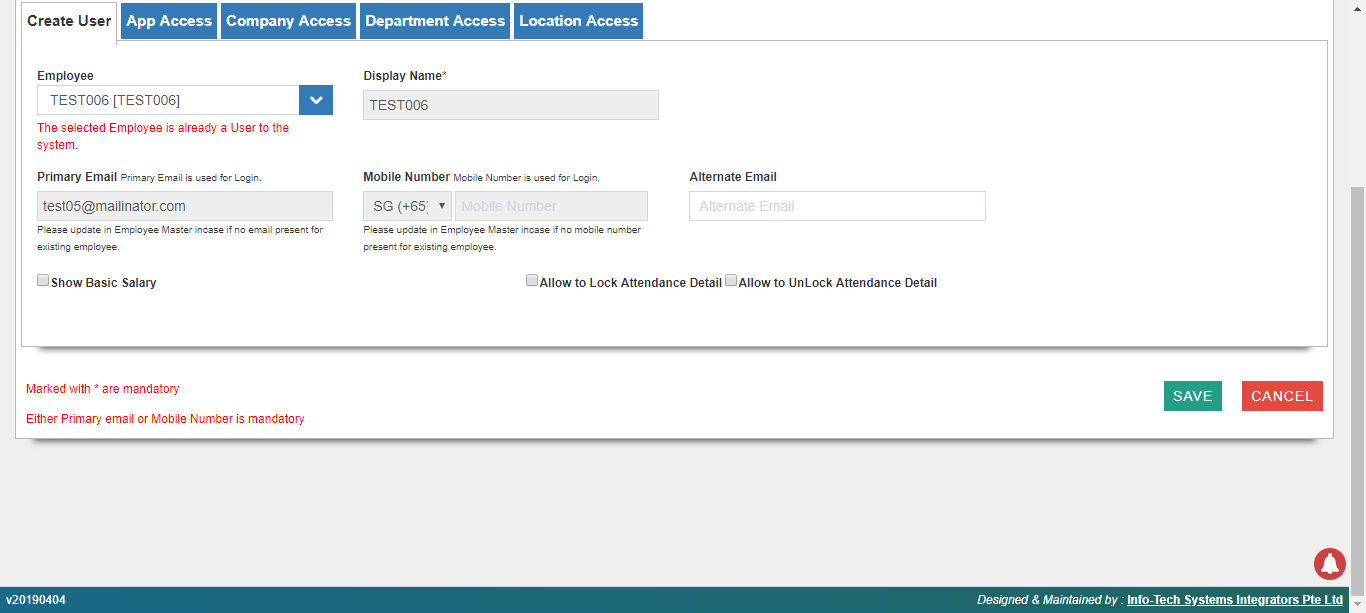 Create User App Access Company Access Department Access Location Access
Employee Display Name*
TEST006 [TEST006] TEST006
The selected Employee is already a User to the
system.
Primary Email Primary Email is used for Login. Mobile Number Mobile Number is used for Login. Alternate Email
test05@mailinator.com SG (+65) Mobile Number Alternate Email
Please update in Employee Master incase if no email present for
existing employee.
Please update in Employee Master incase if no mobile number
present for existing employee.
Show Basic Salary Allow to Lock Attendance Detail Allow to UnLock Attendance Detail
Marked with * are mandatory
SAVE CANCEL
Either Primary email or Mobile Number is mandatory
v20190404 Designed & Maintained by : Info-Tech Systems Integrators Pte Ltd